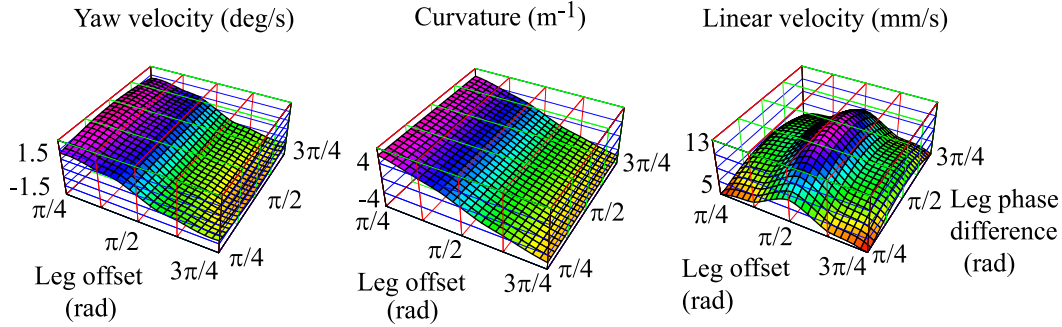 Yaw velocity (deg/s)
1.5
-1.5
π/4
π/2
3π/4
π/4
π/2
3π/4
Leg offset
(rad)
Curvature (m-1)
4
-4
π/4
π/2
3π/4
π/4
π/2
3π/4
Leg offset
(rad)
Linear velocity (mm/s)
13
5
π/4
π/2
3π/4
π/4
π/2
3π/4
Leg offset
(rad)
Leg phase
difference
(rad)